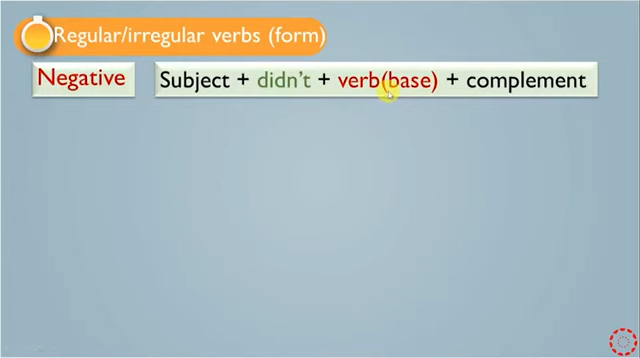 Regular/irregular verbs (form)
Negative
Subject + didn't + verb(base) + complement